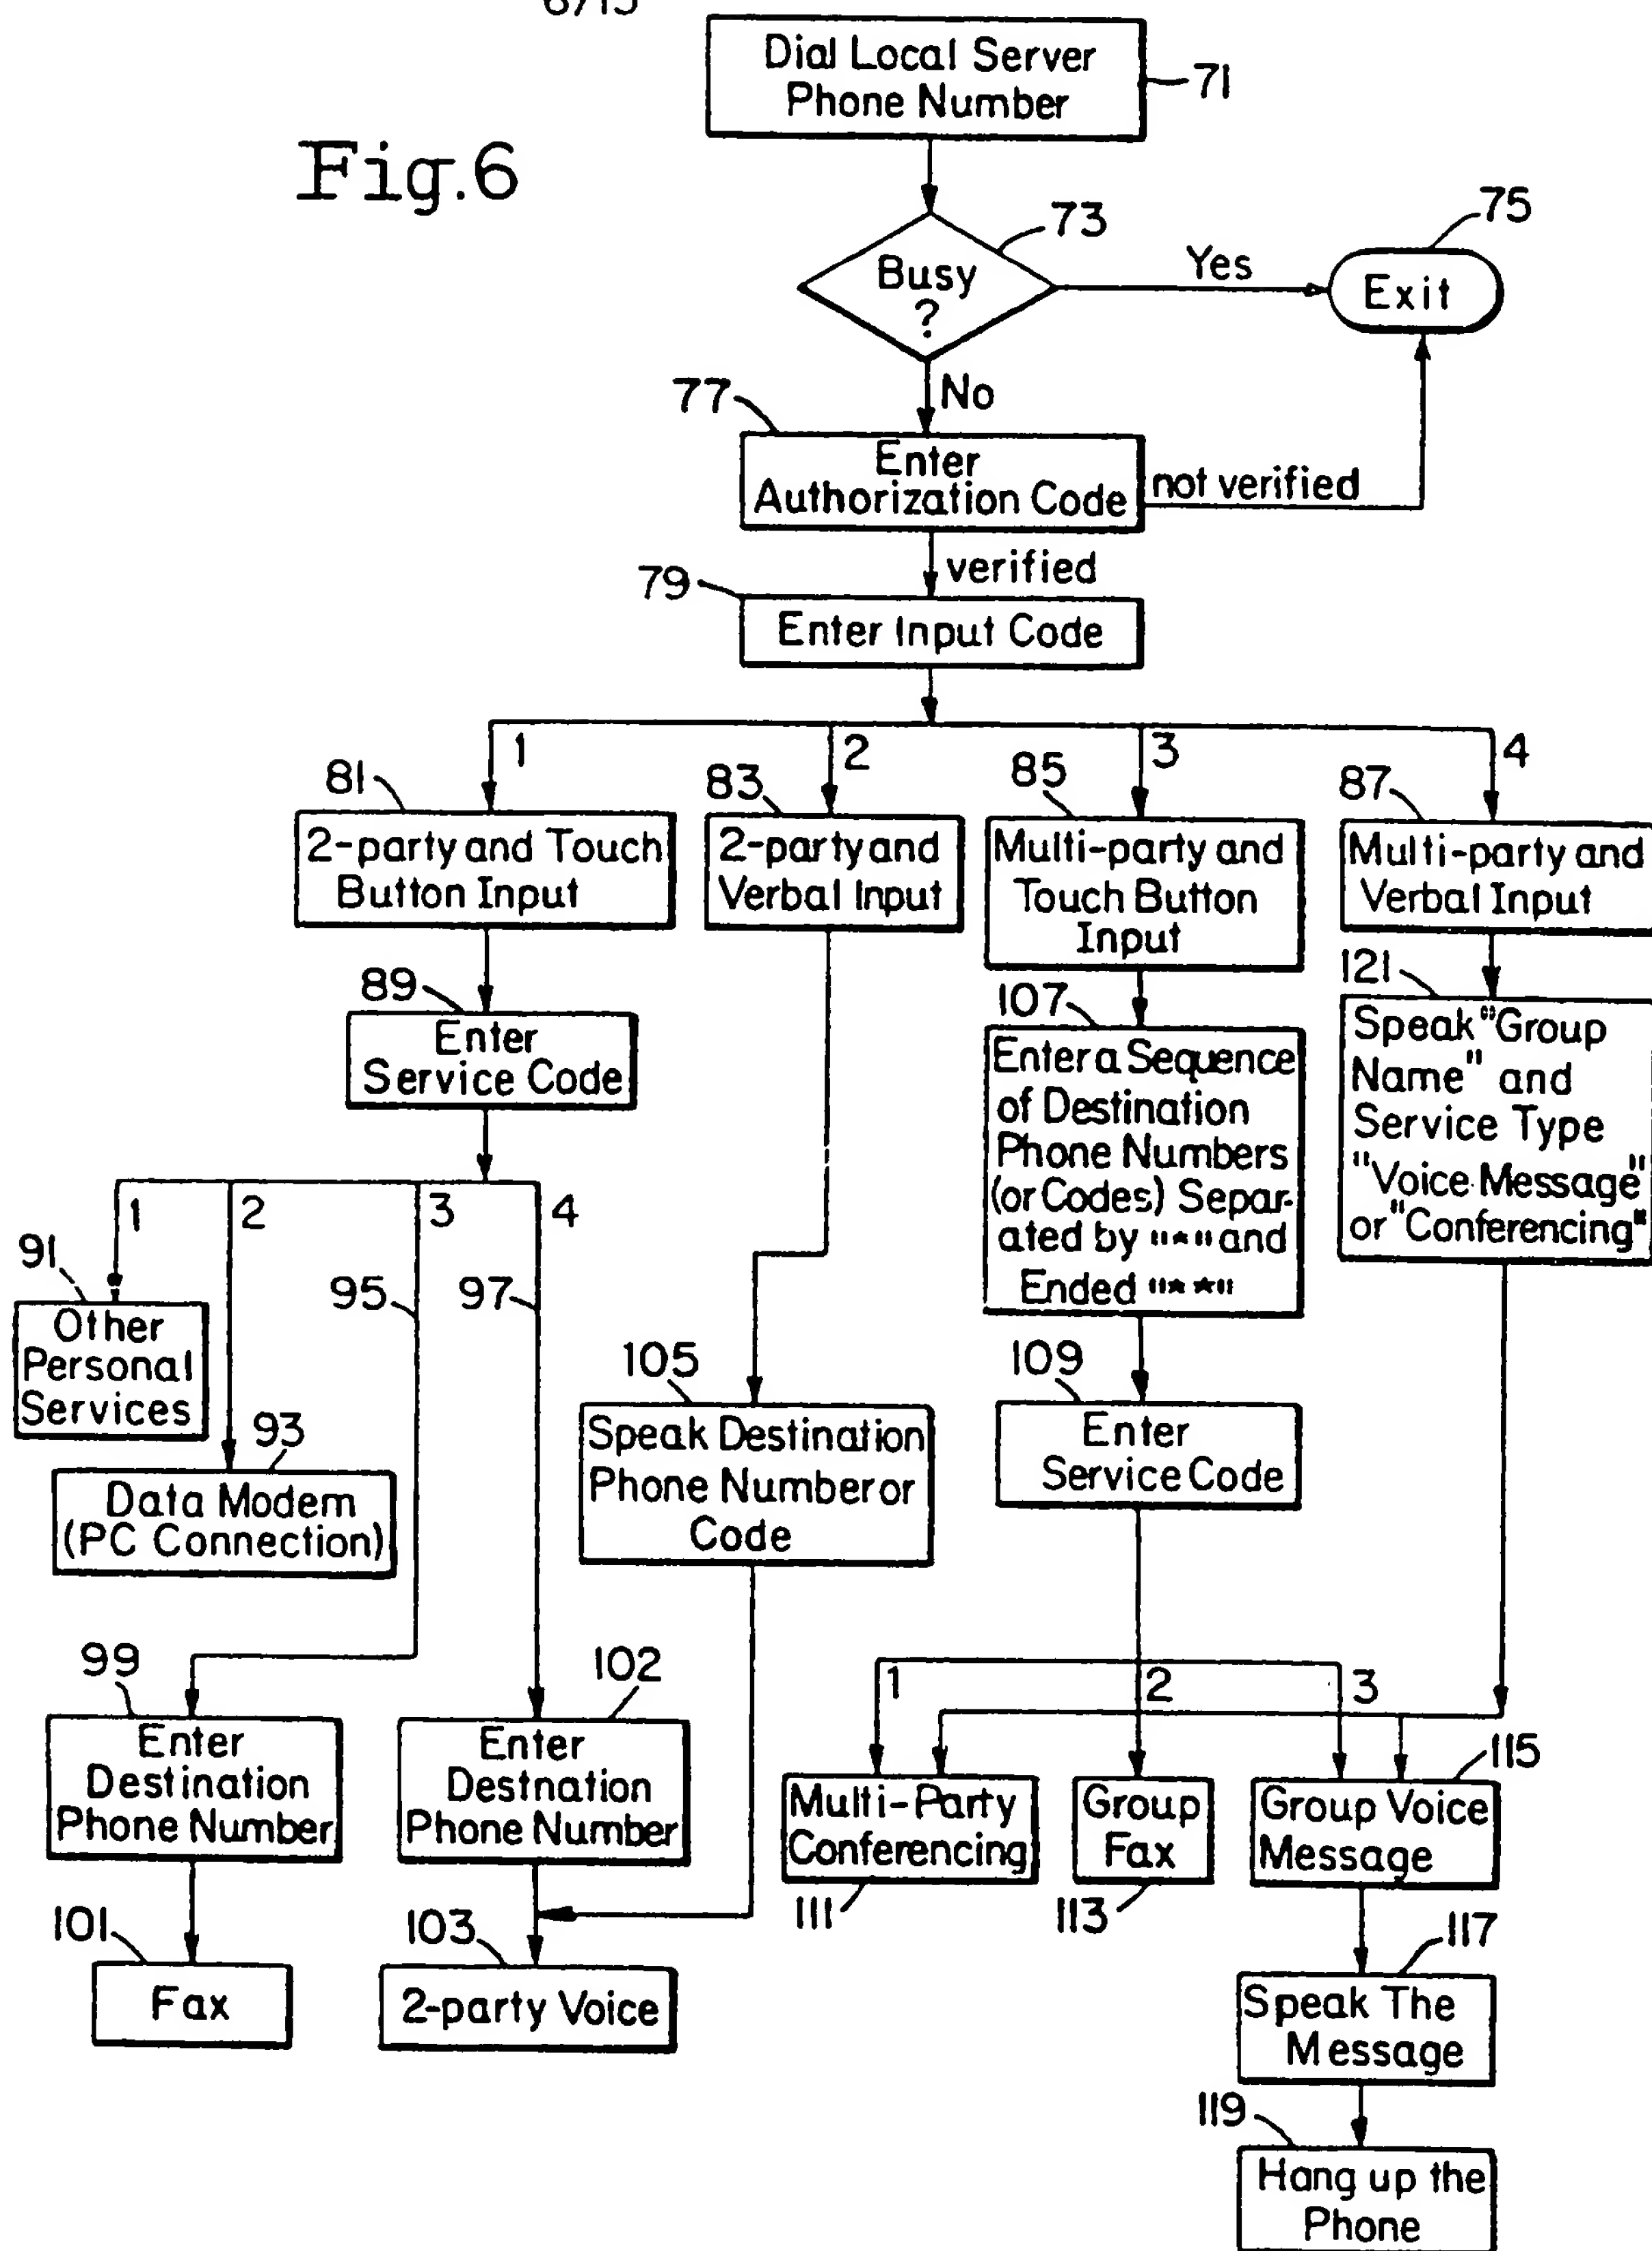 6/15
Dial Local Server
Phone Number
71
Fig.6
73
75
Busy
?
Yes
Exit
No
77
Enter
Authorization Code
not verified
verified
79
Enter Input Code
1
2
3
4
81
2-party and Touch
Button Input
83
2-party and
Verbal Input
85
Multi-party and
Touch Button
Input
87
Multi-party and
Verbal Input
89
Enter
Service Code
107
Enter a Sequence
of Destination
Phone Numbers
(or Codes) Separ-
ated by "*" and
Ended "**"
121
Speak "Group
Name" and
Service Type
"Voice Message"
or "Conferencing"
1
2
3
4
91
Other
Personal
Services
93
Data Modem
(PC Connection)
95
97
105
Speak Destination
Phone Number or
Code
109
Enter
Service Code
99
Enter
Destination
Phone Number
102
Enter
Destnation
Phone Number
1
2
3
Multi-Party
Conferencing
111
Group
Fax
113
115
Group Voice
Message
101
Fax
103
2-party Voice
117
Speak The
Message
119
Hang up the
Phone